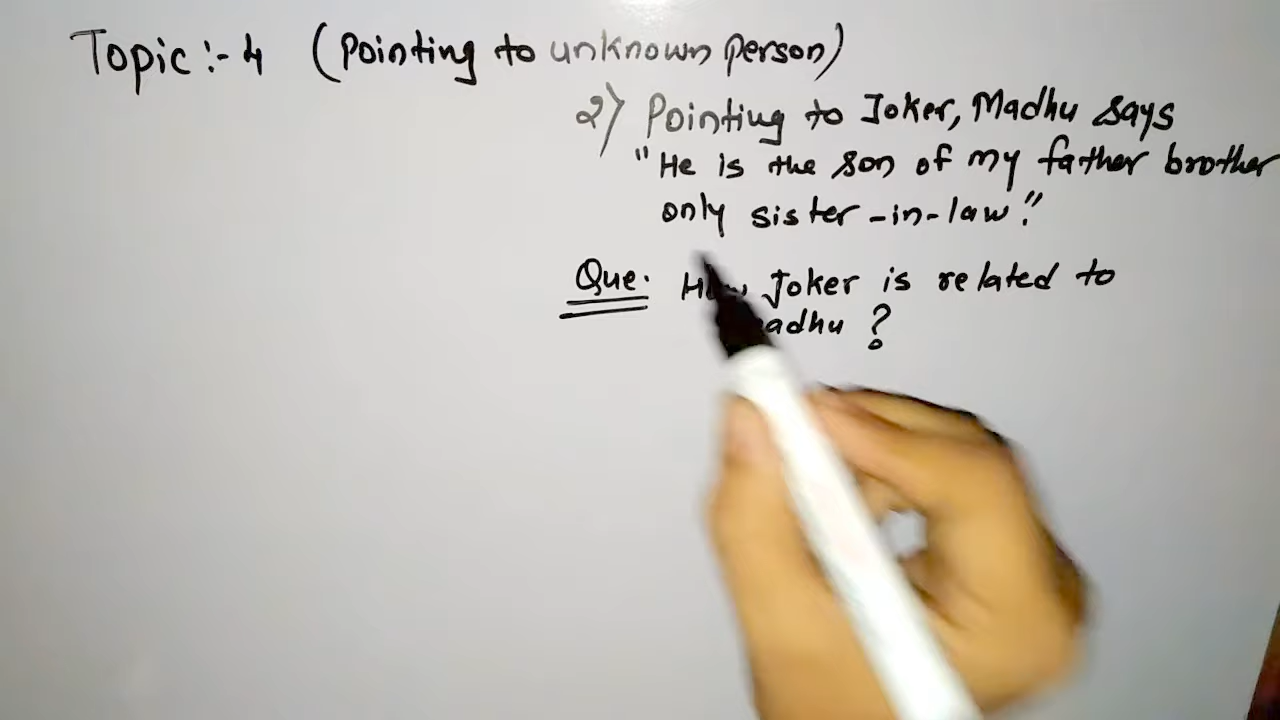 Topic:- 4 (Pointing to unknown person)
2) Pointing to Joker, Madhu says
"He is the son of my father brother
only sister-in-law."
Que. Joker is related to
?